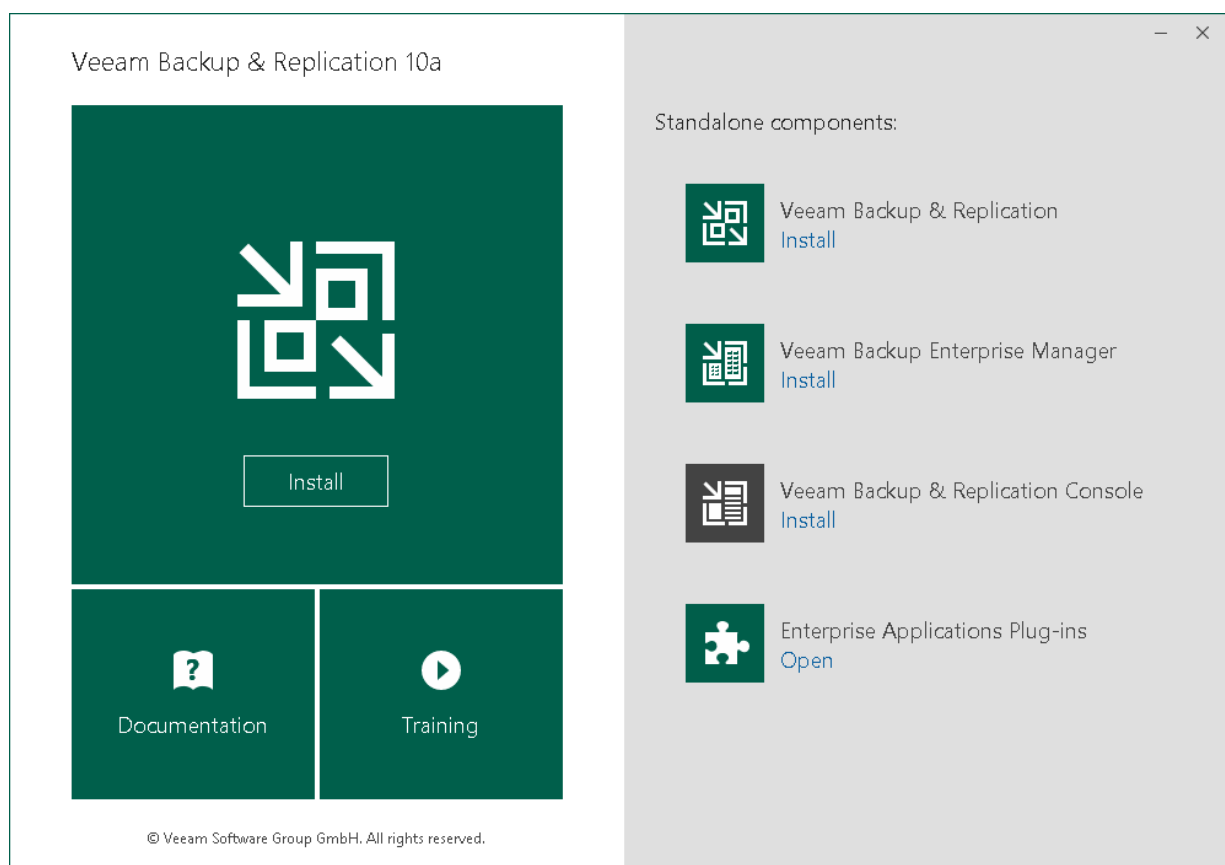 Veeam Backup & Replication 10a
Install
Documentation
Training
© Veeam Software Group GmbH. All rights reserved.
Standalone components:
Veeam Backup & Replication
Install
Veeam Backup Enterprise Manager
Install
Veeam Backup & Replication Console
Install
Enterprise Applications Plug-ins
Open